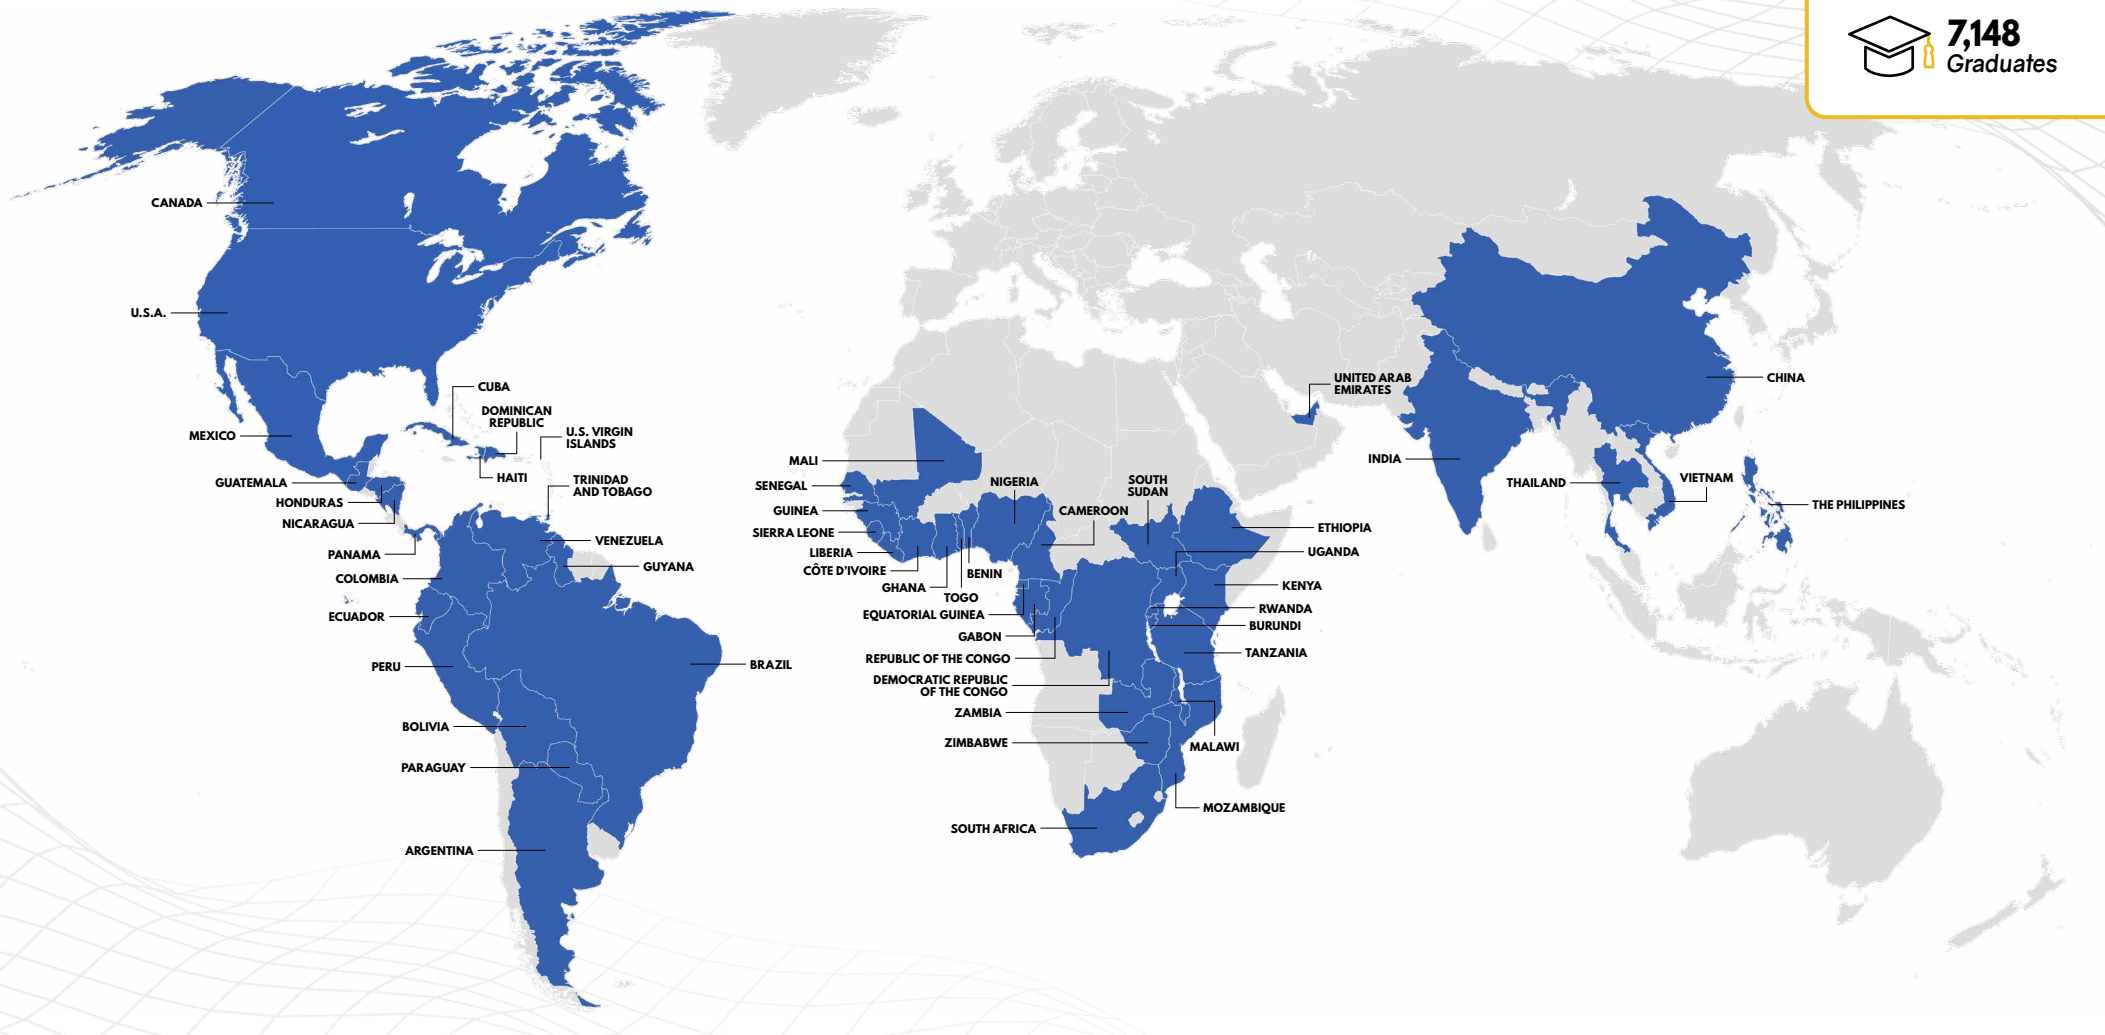 7,148
Graduates
CANADA
U.S.A.
CUBA
DOMINICAN
REPUBLIC
U.S. VIRGIN
ISLANDS
MEXICO
HAITI
TRINIDAD
AND TOBAGO
GUATEMALA
HONDURAS
NICARAGUA
PANAMA
VENEZUELA
GUYANA
COLOMBIA
ECUADOR
PERU
BRAZIL
BOLIVIA
PARAGUAY
ARGENTINA
MALI
SENEGAL
NIGERIA
SOUTH
SUDAN
GUINEA
CAMEROON
SIERRA LEONE
ETHIOPIA
LIBERIA
UGANDA
CÔTE D'IVOIRE
BENIN
GHANA
KENYA
TOGO
RWANDA
EQUATORIAL GUINEA
BURUNDI
GABON
TANZANIA
REPUBLIC OF THE CONGO
DEMOCRATIC REPUBLIC
OF THE CONGO
ZAMBIA
ZIMBABWE
MALAWI
MOZAMBIQUE
SOUTH AFRICA
UNITED ARAB
EMIRATES
CHINA
INDIA
THAILAND
VIETNAM
THE PHILIPPINES